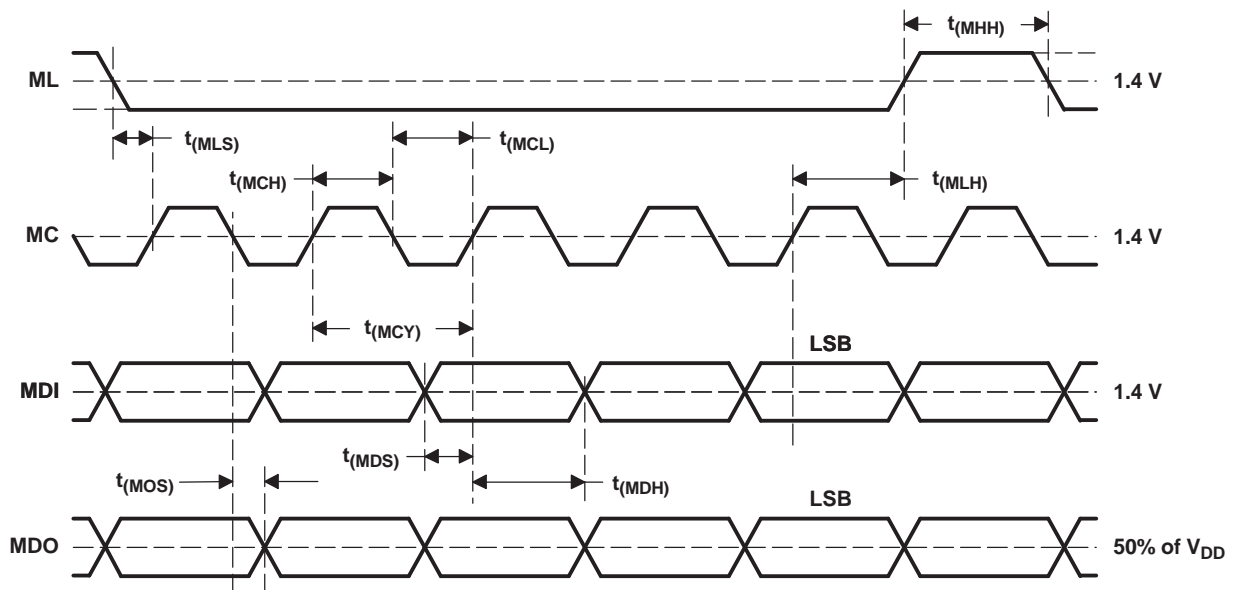 t(MHH)
ML
1.4 V
t(MLS)
t(MCL)
t(MCH)
t(MLH)
MC
1.4 V
t(MCY)
LSB
MDI
1.4 V
t(MDS)
t(MOS)
t(MDH)
LSB
MDO
50% of VDD